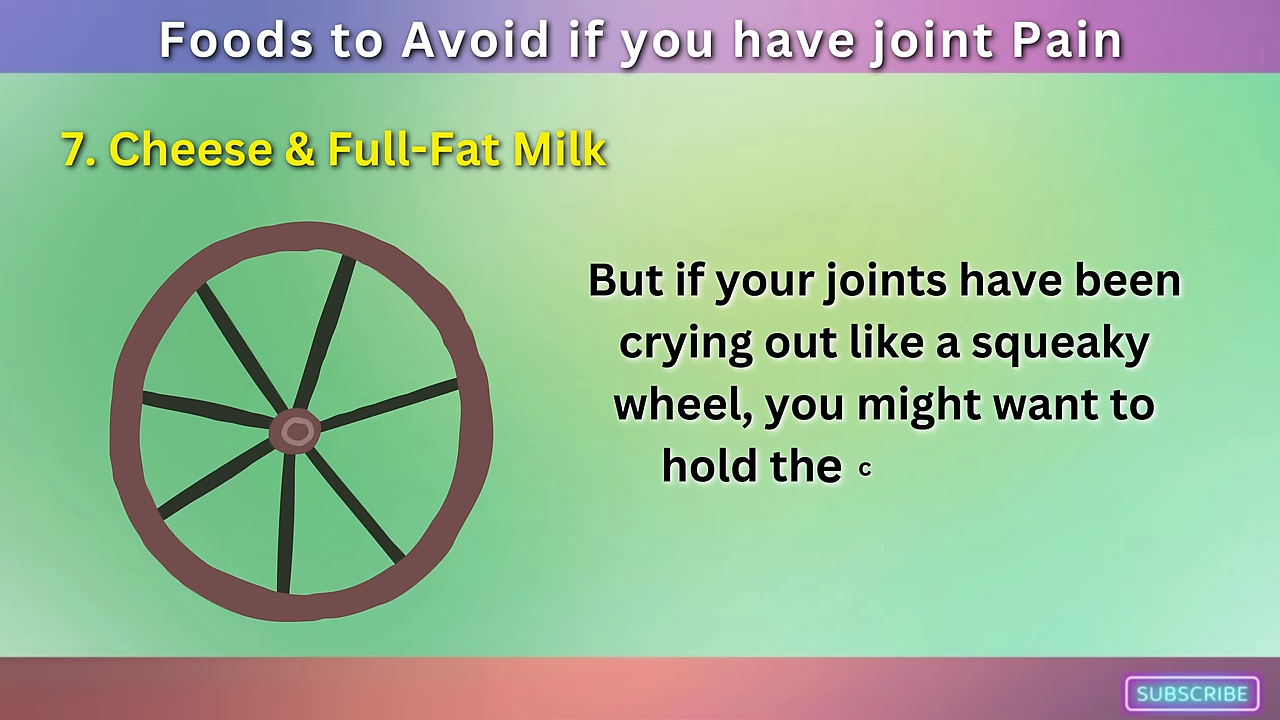 Foods to Avoid if you have joint Pain
7. Cheese & Full-Fat Milk
But if your joints have been
crying out like a squeaky
wheel, you might want to
hold the c
SUBSCRIBE